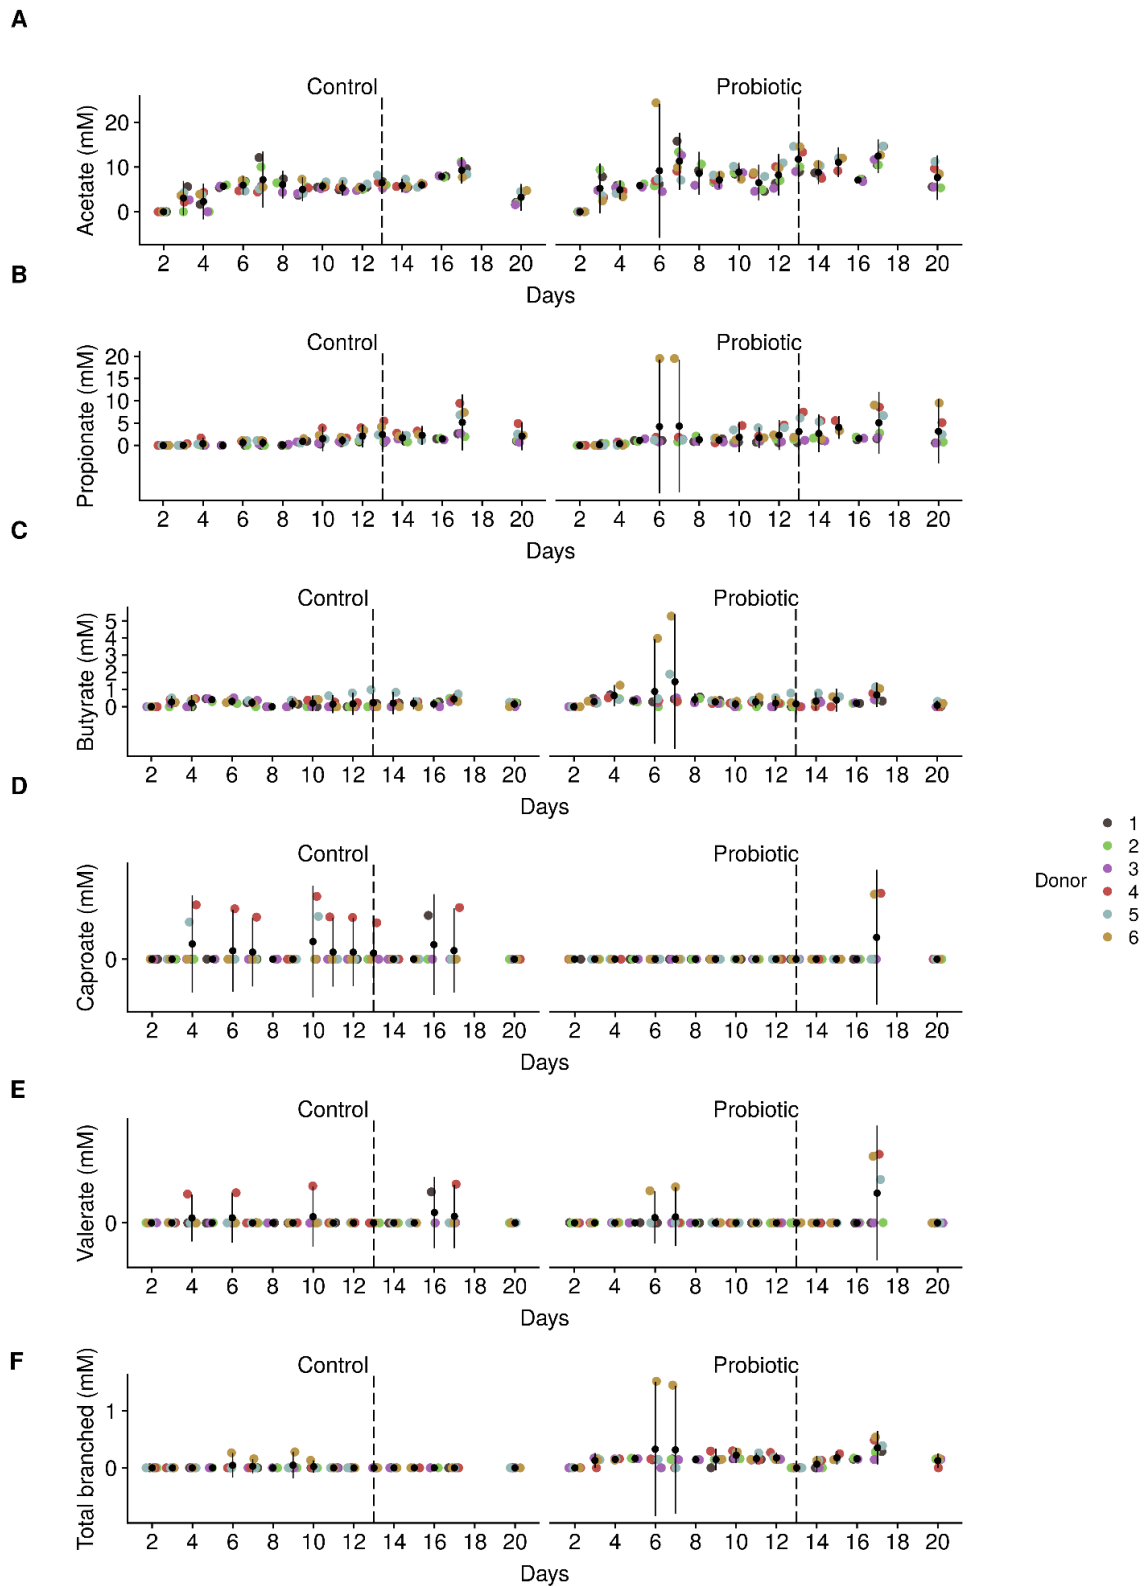 A
Control Probiotic
Acetate (mM)
20
10
0
2 4 6 8 10 12 14 16 18 20 2 4 6 8 10 12 14 16 18 20
Days
B
Control Probiotic
Propionate (mM)
20
15
10
5
0
2 4 6 8 10 12 14 16 18 20 2 4 6 8 10 12 14 16 18 20
Days
C
Control Probiotic
Butyrate (mM)
5
4
3
2
1
0
2 4 6 8 10 12 14 16 18 20 2 4 6 8 10 12 14 16 18 20
Days
D
Control Probiotic
Caproate (mM)
0
2 4 6 8 10 12 14 16 18 20 2 4 6 8 10 12 14 16 18 20
Days
E
Control Probiotic
Valerate (mM)
0
2 4 6 8 10 12 14 16 18 20 2 4 6 8 10 12 14 16 18 20
Days
F
Control Probiotic
Total branched (mM)
1
0
2 4 6 8 10 12 14 16 18 20 2 4 6 8 10 12 14 16 18 20
Days
Donor
1
2
3
4
5
6